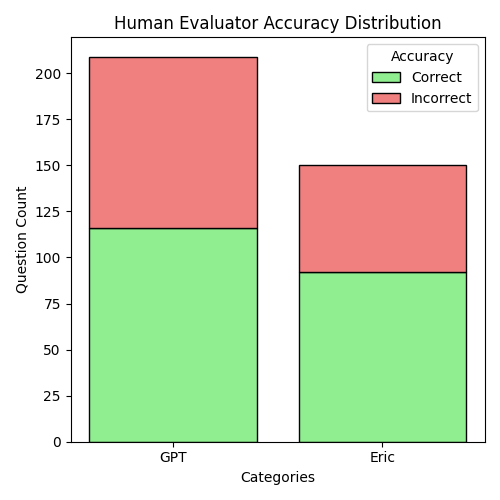 Human Evaluator Accuracy Distribution
Accuracy
Correct
Incorrect
Question Count
200
175
150
125
100
75
50
25
0
GPT
Eric
Categories